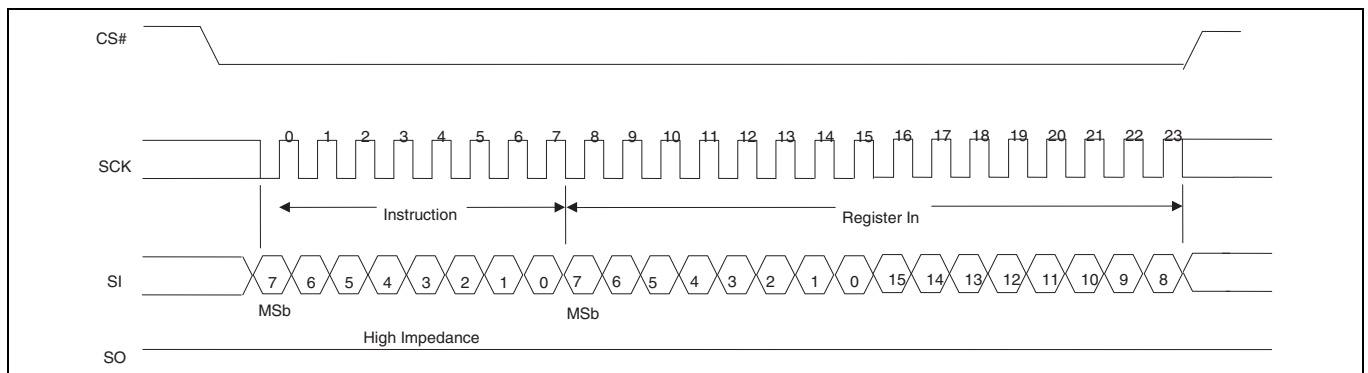 CS#
0 1 2 3 4 5 6 7 8 9 10 11 12 13 14 15 16 17 18 19 20 21 22 23
SCK
Instruction Register In
SI 7 6 5 4 3 2 1 0 7 6 5 4 3 2 1 0 15 14 13 12 11 10 9 8
MSb MSb
High Impedance
SO